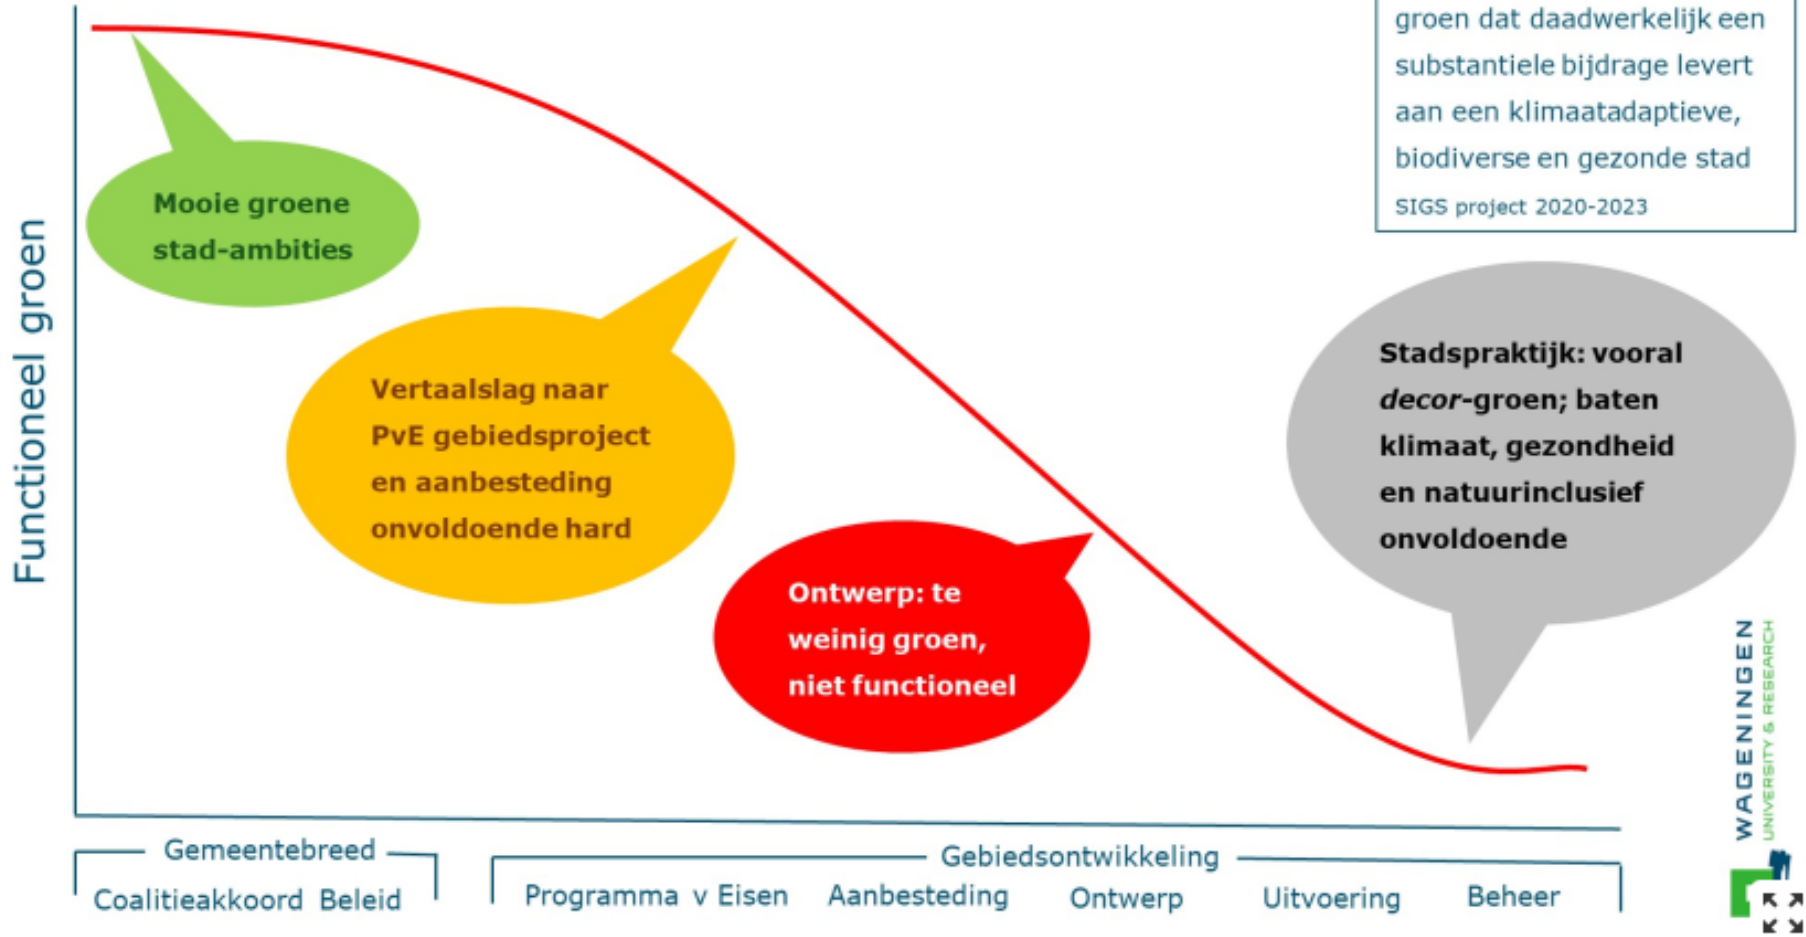 groen dat daadwerkelijk een
substantiele bijdrage levert
aan een klimaatadaptieve,
biodiverse en gezonde stad
SIGS project 2020-2023
Functioneel groen
Mooie groene
stad-ambities
Vertaalslag naar
PvE gebiedsproject
en aanbesteding
onvoldoende hard
Ontwerp: te
weinig groen,
niet functioneel
Stadspraktijk: vooral
decor-groen; baten
klimaat, gezondheid
en natuurinclusief
onvoldoende
WAGENINGEN
UNIVERSITY & RESEARCH
Gemeentebreed
Gebiedsontwikkeling
Coalitieakkoord Beleid
Programma v Eisen
Aanbesteding
Ontwerp
Uitvoering
Beheer